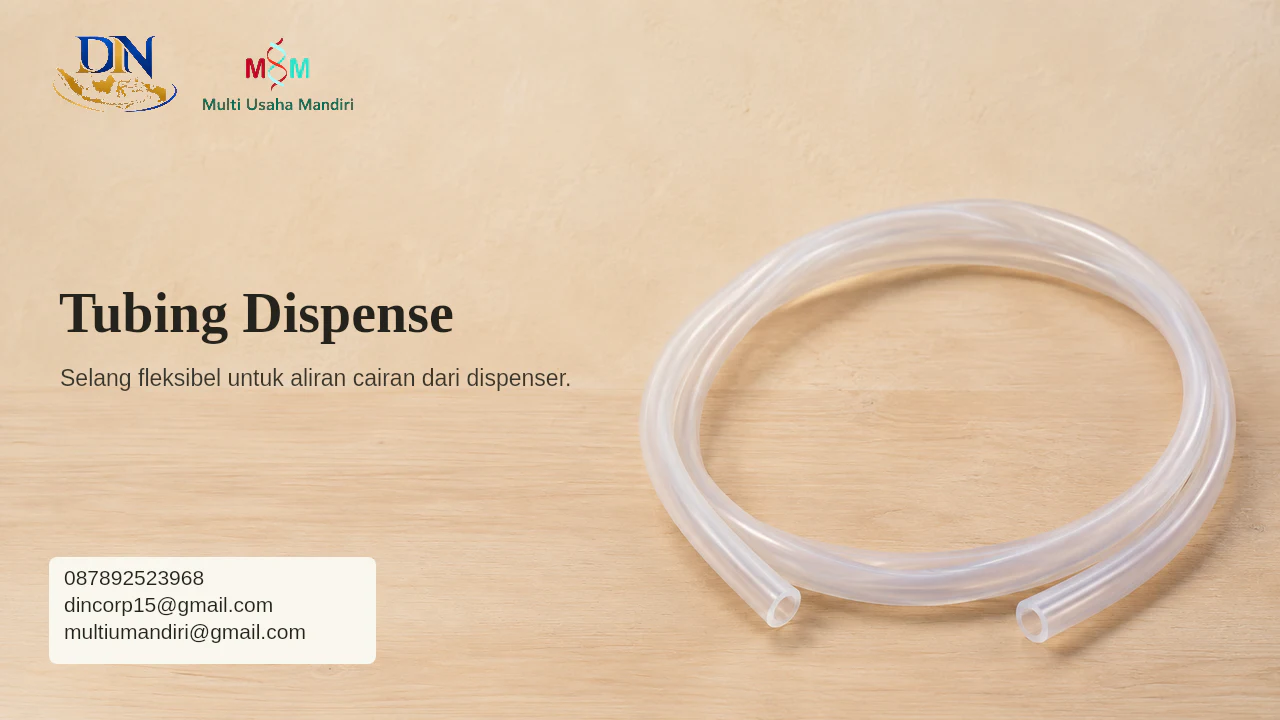 DIN
MSM
Multi Usaha Mandiri
Tubing Dispense
Selang fleksibel untuk aliran cairan dari dispenser.
087892523968
dincorp15@gmail.com
multiumandiri@gmail.com